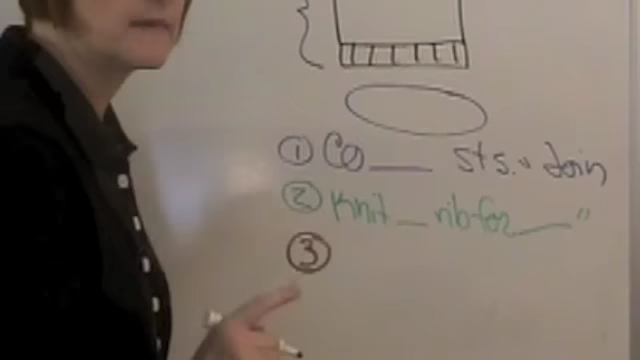 ① CO ___ sts. + Join
② Knit __ rib for ___"
③